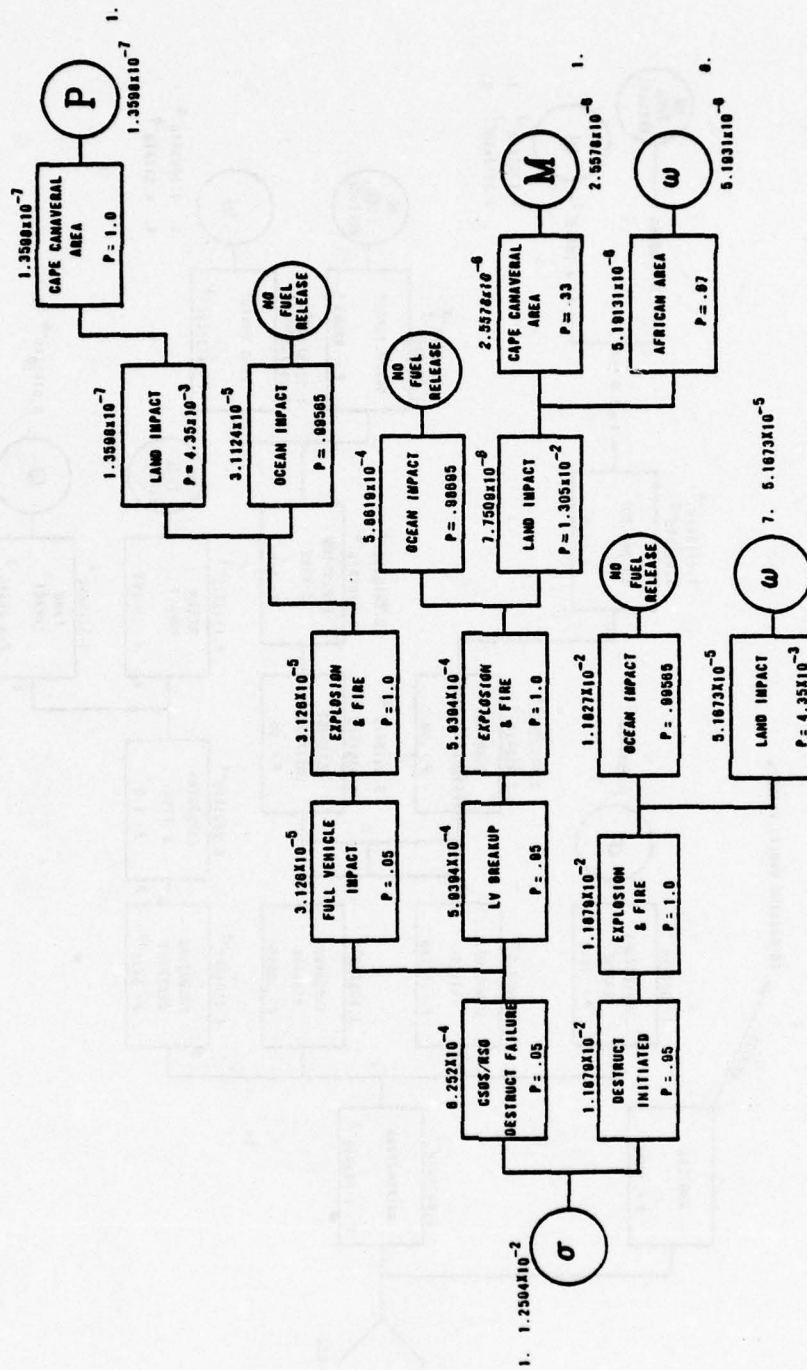 1. 1.2504X10-2
σ
6.252X10-4
CSDS/RSO
DESTRUCT FAILURE
P= .05
1.1879X10-2
DESTRUCT
INITIATED
P= .95
3.126X10-5
FULL VEHICLE
IMPACT
P= .05
5.9394X10-4
LV BREAKUP
P= .95
1.1879X10-2
EXPLOSION
& FIRE
P= 1.0
3.126X10-5
EXPLOSION
& FIRE
P= 1.0
5.9394X10-4
EXPLOSION
& FIRE
P= 1.0
1.1827X10-2
OCEAN IMPACT
P= .99565
NO
FUEL
RELEASE
5.1673X10-5
LAND IMPACT
P= 4.35X10-3
ω
7. 5.1673X10-5
1.3598x10-7
LAND IMPACT
P= 4.35x10-3
3.1124x10-5
OCEAN IMPACT
P= .99565
NO
FUEL
RELEASE
5.8619x10-4
OCEAN IMPACT
P= .98695
NO
FUEL
RELEASE
7.7509x10-6
LAND IMPACT
P= 1.305x10-2
1.3598x10-7
CAPE CANAVERAL
AREA
P= 1.0
P
1.3598x10-7
1.
2.5578x10-6
CAPE CANAVERAL
AREA
P= .33
M
2.5578x10-6
1.
5.19131x10-6
AFRICAN AREA
P= .67
ω
5.1931x10-6
8.